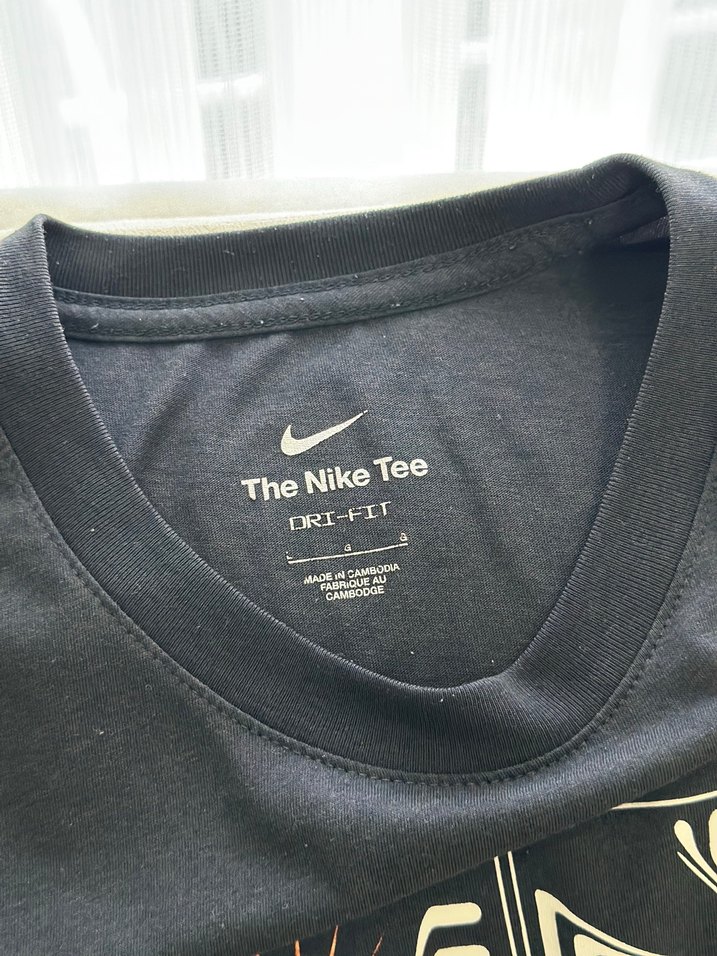 The Nike Tee
DRI-FIT
L G G
MADE IN CAMBODIA
FABRIQUE AU
CAMBODGE